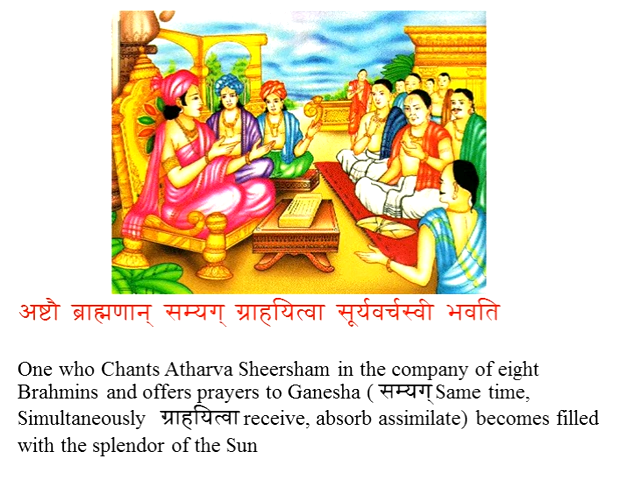 अष्टौ ब्राह्मणान् सम्यग् ग्राहयित्वा सूर्यवर्चस्वी भवति
One who Chants Atharva Sheersham in the company of eight
Brahmins and offers prayers to Ganesha ( सम्यग् Same time,
Simultaneously ग्राहयित्वा receive, absorb assimilate) becomes filled
with the splendor of the Sun